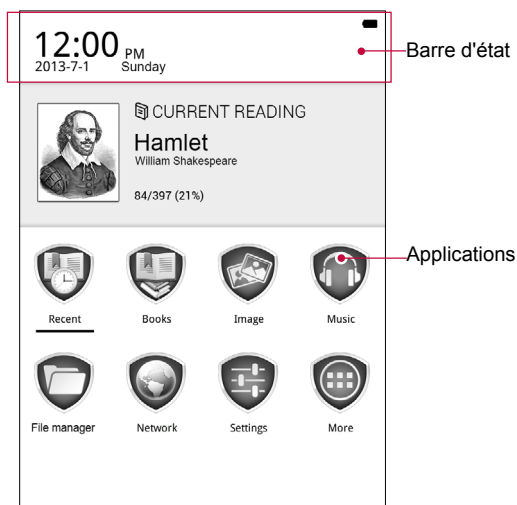 12:00 PM
2013-7-1 Sunday
Barre d'état
CURRENT READING
Hamlet
William Shakespeare
84/397 (21%)
Applications
Recent Books Image Music
File manager Network Settings More